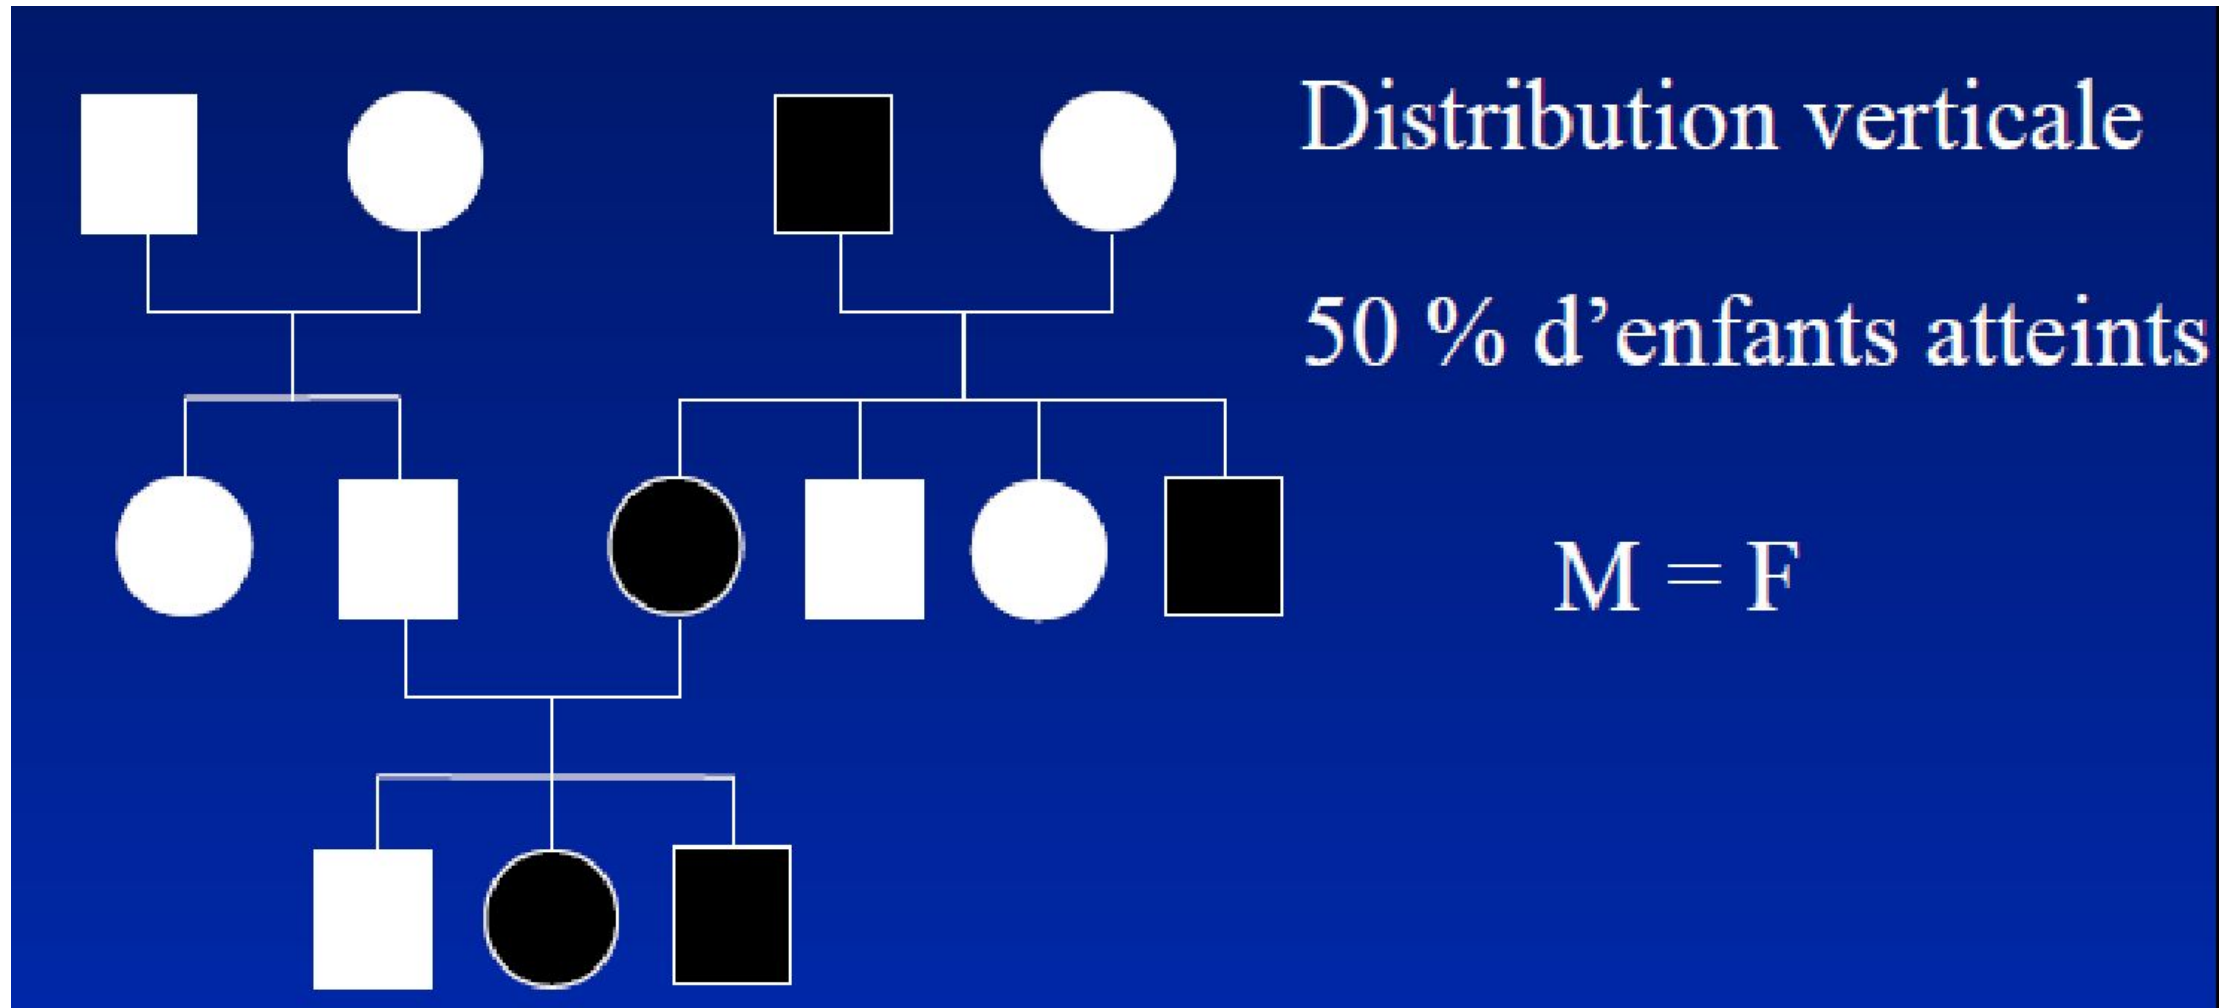 Distribution verticale
50 % d’enfants atteints
M = F